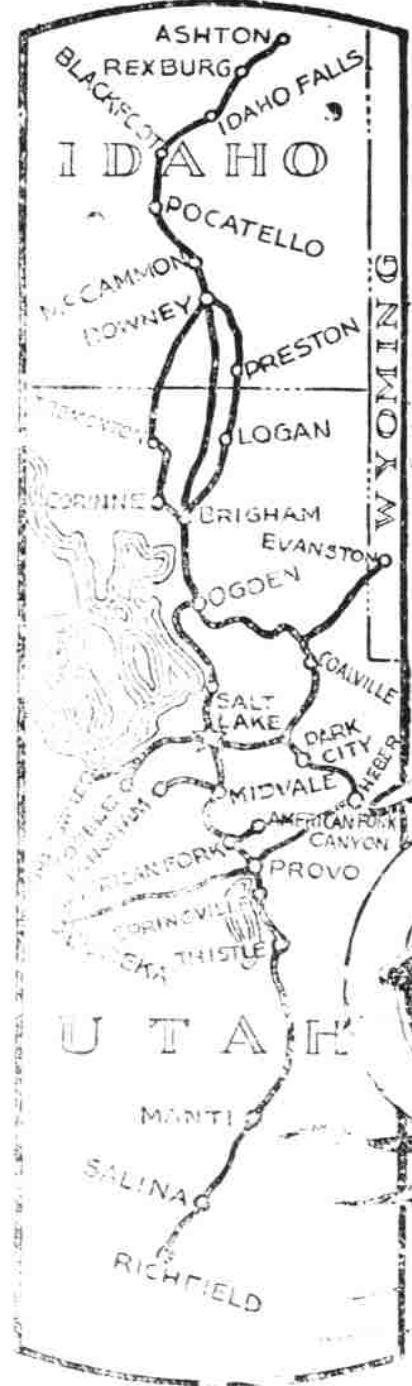 ASHTON
REXBURG
BLACKFOOT
IDAHO FALLS
IDAHO
POCATELLO
McCAMMON
DOWNEY
WYOMING
PRESTON
LOGAN
CORINNE
BRIGHAM
EVANSTON
OGDEN
COALVILLE
SALT
LAKE
PARK
CITY
HEBER
MIDVALE
AMERICAN FORK
CANYON
PROVO
SPRINGVILLE
THISTLE
UTAH
MANTI
SALINA
RICHFIELD